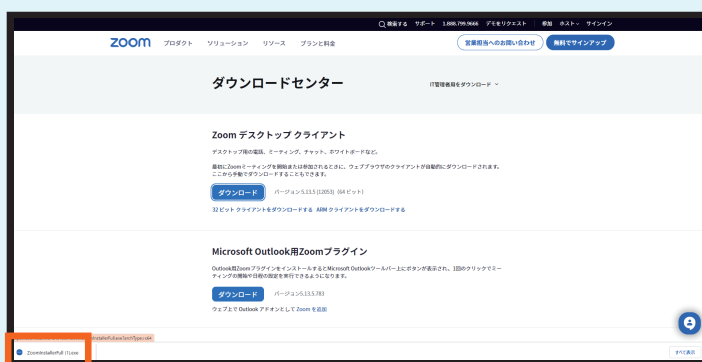 検索する サポート 1.888.799.9666 デモをリクエスト 参加 ホスト サインイン
zoom プロダクト ソリューション リソース プランと料金 営業担当へのお問い合わせ 無料でサインアップ
ダウンロードセンター
IT管理者用をダウンロード
Zoom デスクトップ クライアント
デスクトップ用の電話、ミーティング、チャット、ホワイトボードなど。
最初にZoomミーティングを開始または参加されるときに、ウェブブラウザのクライアントが自動的にダウンロードされます。
ここから手動でダウンロードすることもできます。
ダウンロード バージョン 5.13.5 (12053) (64 ビット)
32 ビット クライアントをダウンロードする ARM クライアントをダウンロードする
Microsoft Outlook用Zoomプラグイン
Outlook用ZoomプラグインをインストールするとMicrosoft Outlookツールバー上にボタンが表示され、1回のクリックでミー
ティングの開始や日程の設定を実行できるようになります。
ダウンロード バージョン5.13.5.783
ウェブ上で Outlook アドオンとして Zoom を追加
InstallerFull.exe?archType=x64
ZoomInstallerFull (1).exe
すべて表示